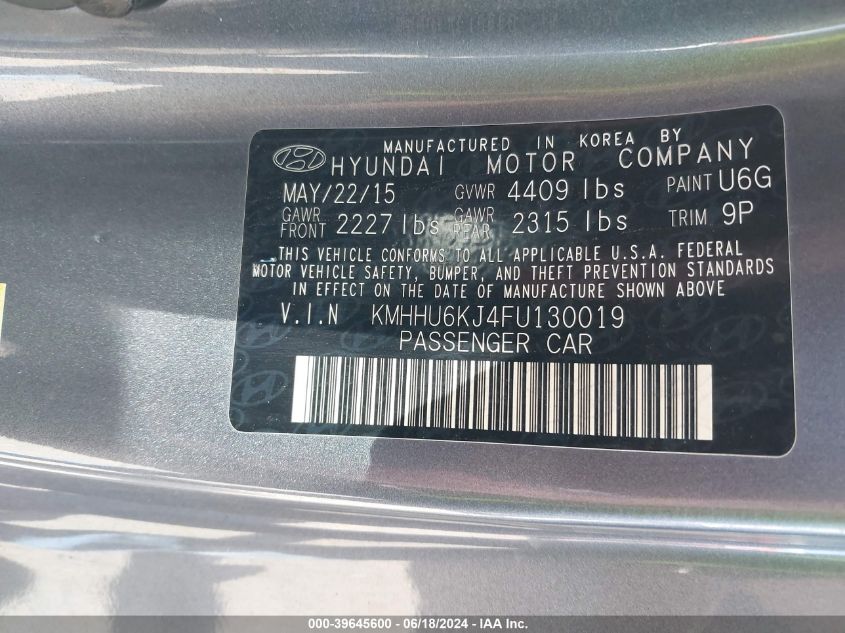 MANUFACTURED IN KOREA BY
HYUNDAI MOTOR COMPANY
MAY/22/15 GVWR 4409 lbs PAINT U6G
GAWR FRONT 2227 lbs GAWR REAR 2315 lbs TRIM 9P
THIS VEHICLE CONFORMS TO ALL APPLICABLE U.S.A. FEDERAL
MOTOR VEHICLE SAFETY, BUMPER, AND THEFT PREVENTION STANDARDS
IN EFFECT ON THE DATE OF MANUFACTURE SHOWN ABOVE
V.I.N KMHHU6KJ4FU130019
PASSENGER CAR
000-39645600 - 06/18/2024 - IAAI.com